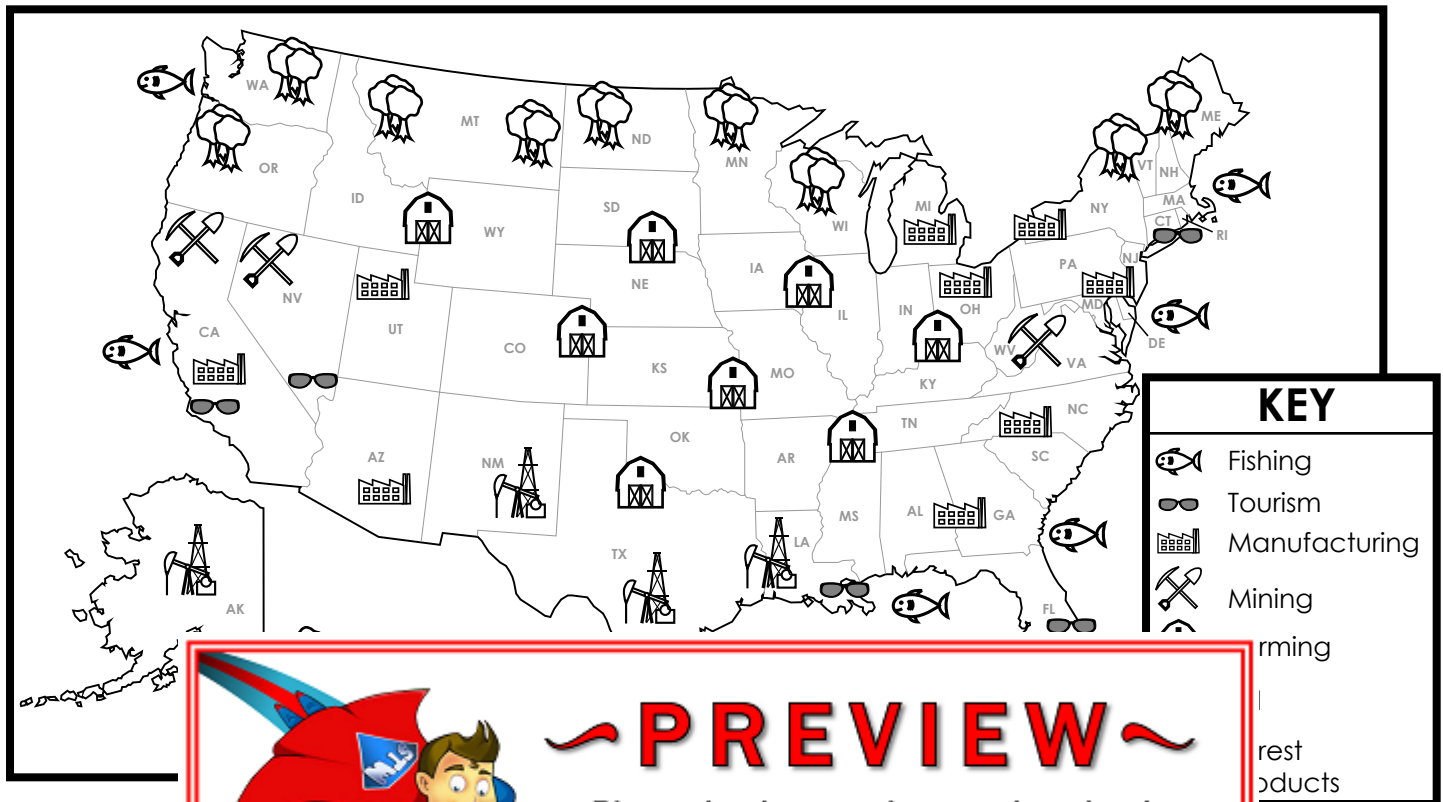 WA
MT
ND
MN
ME
VT
NH
OR
ID
SD
WI
MI
NY
MA
CT
RI
WY
IA
PA
NJ
NV
NE
IL
IN
OH
MD
DE
CA
UT
CO
KS
MO
WV
VA
KY
NC
TN
OK
AZ
NM
AR
SC
MS
AL
GA
LA
TX
AK
FL
KEY
Fishing
Tourism
Manufacturing
Mining
rming
rest
oducts
STW
~PREVIEW~